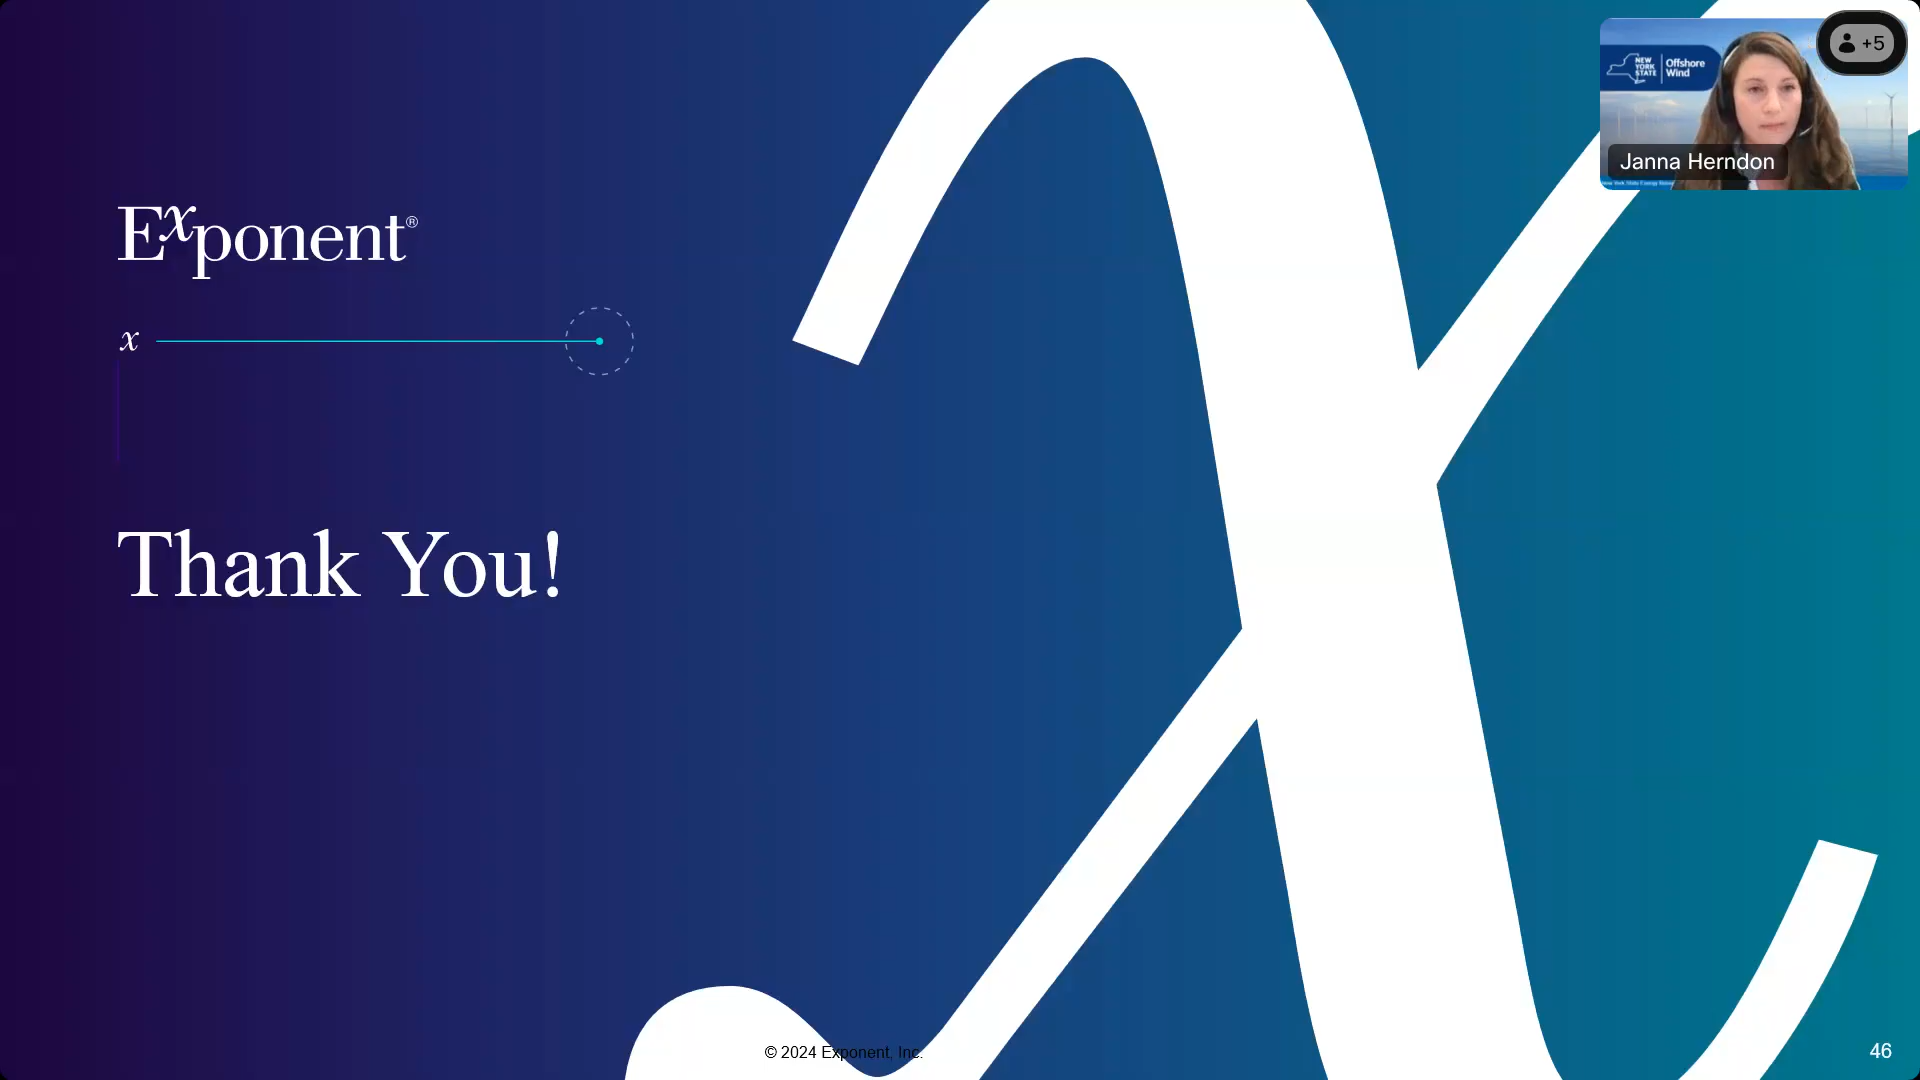 Exponent®
x
Thank You!
© 2024 Exponent, Inc.
46
NEW
YORK
STATE
Offshore
Wind
+5
Janna Herndon